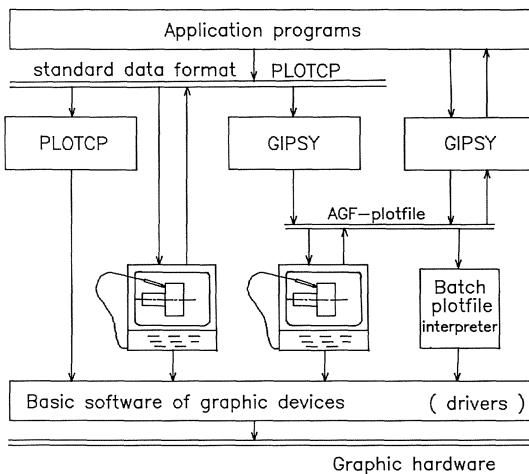 Application programs
standard data format PLOTCP
PLOTCP
GIPSY
GIPSY
AGF-plotfile
Batch
plotfile
interpreter
Basic software of graphic devices ( drivers )
Graphic hardware